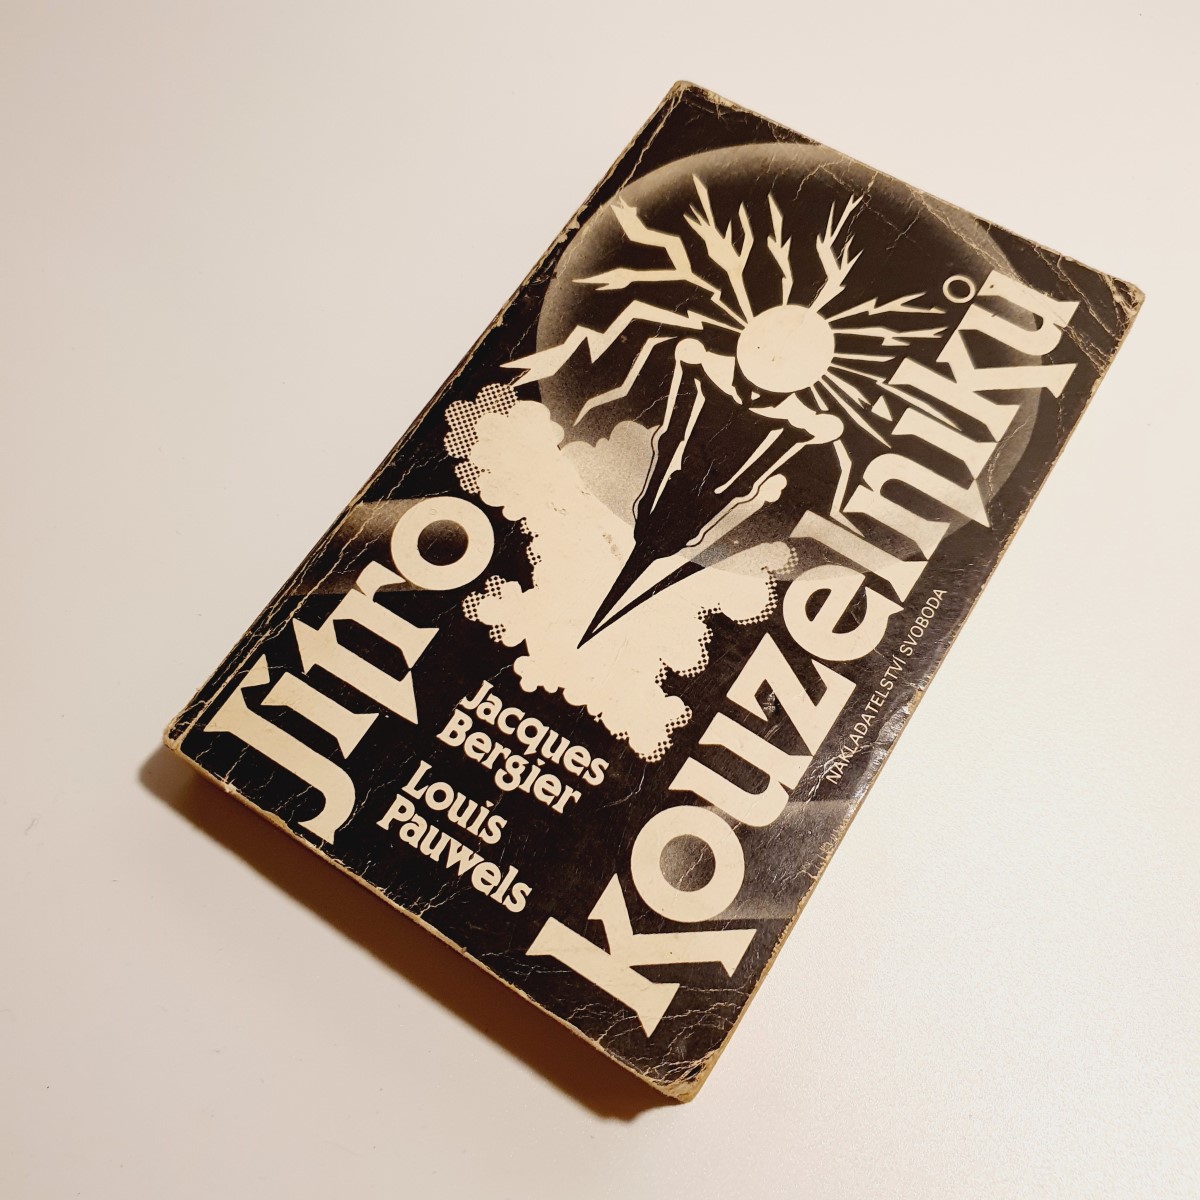 Jitro
Kouzelníků
Jacques
Bergier
Louis
Pauwels
NAKLADATELSTVÍ SVOBODA